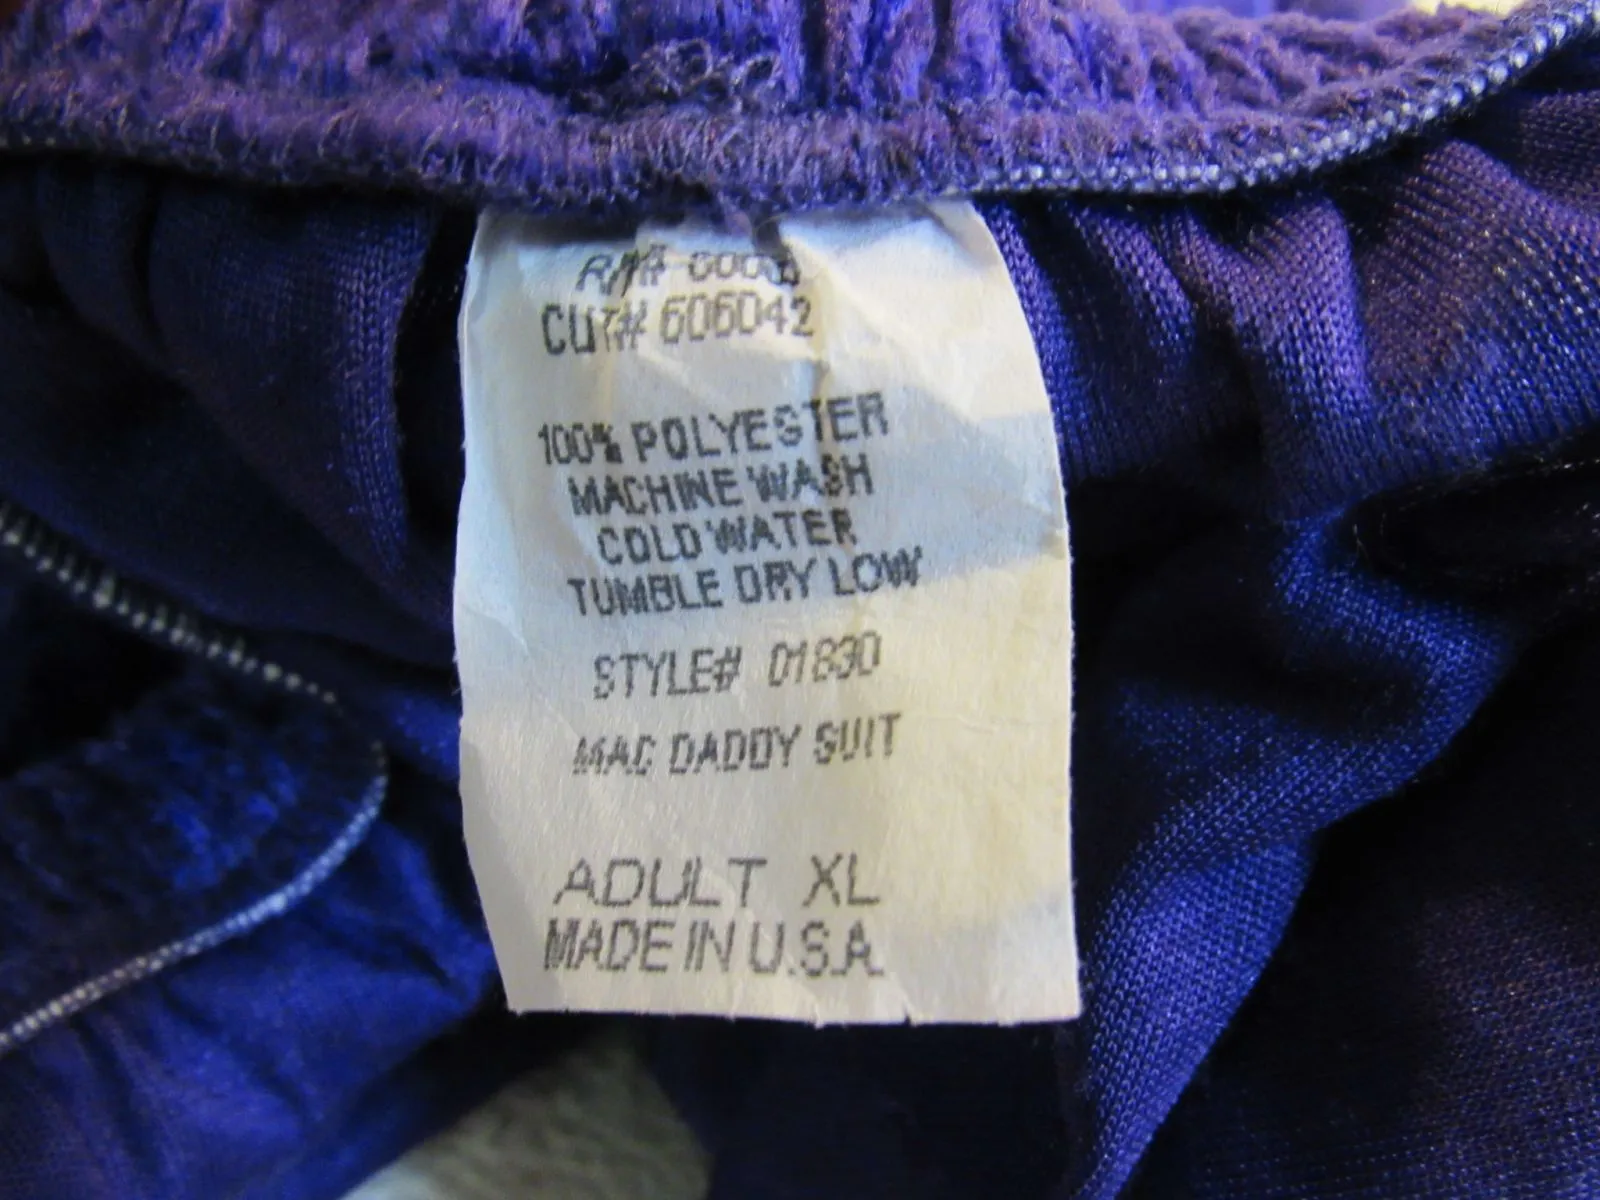 RN#
CUT# 606042
100% POLYESTER
MACHINE WASH
COLD WATER
TUMBLE DRY LOW
STYLE# 01830
MAC DADDY SUIT
ADULT XL
MADE IN U.S.A.